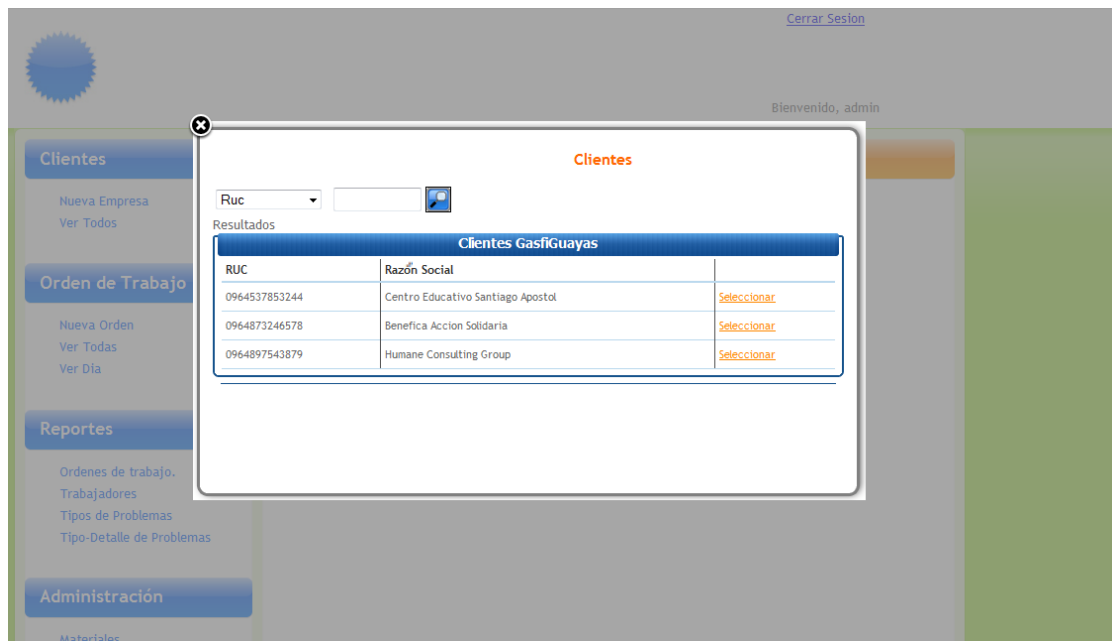 Cerrar Sesion
Bienvenido, admin
Clientes
Nueva Empresa
Ver Todos
Orden de Trabajo
Nueva Orden
Ver Todas
Ver Dia
Reportes
Ordenes de trabajo.
Trabajadores
Tipos de Problemas
Tipo-Detalle de Problemas
Administración
Materiales
Clientes
Ruc
Resultados
Clientes GasfiGuayas
RUC Razón Social
0964537853244 Centro Educativo Santiago Apostol Seleccionar
0964873246578 Benefica Accion Solidaria Seleccionar
0964897543879 Humane Consulting Group Seleccionar